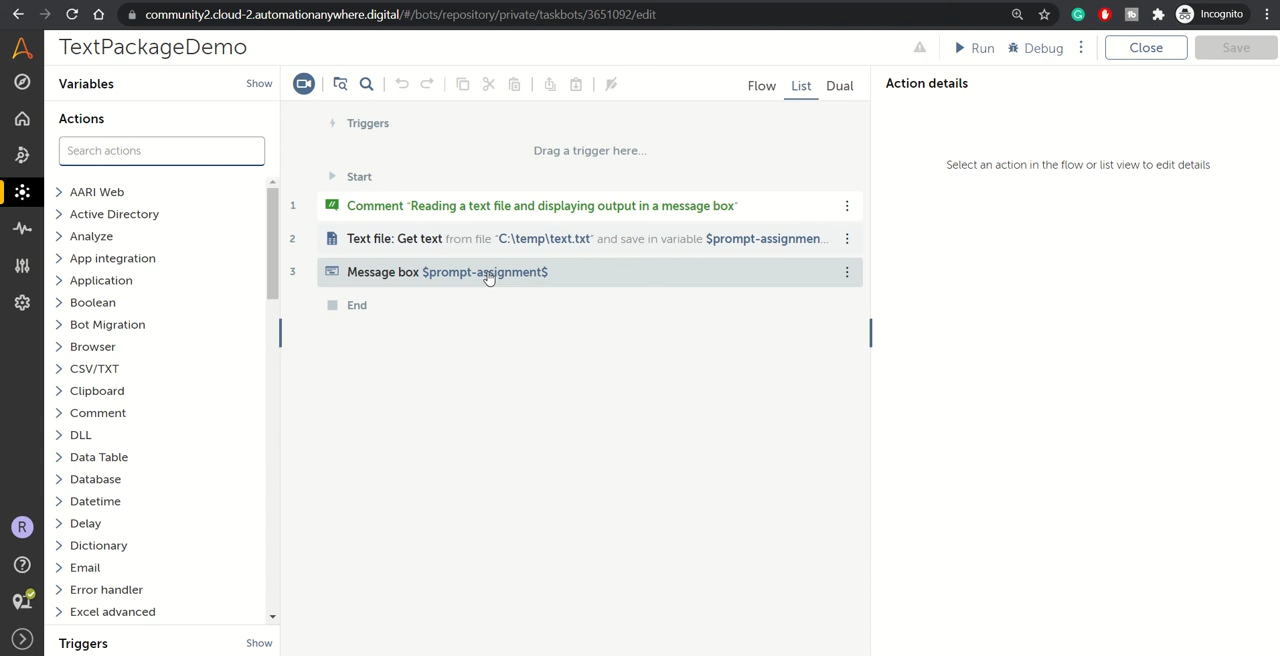 community2.cloud-2.automationanywhere.digital/#/bots/repository/private/taskbots/3651092/edit
Incognito
TextPackageDemo
Run
Debug
Close
Save
Variables
Show
Flow
List
Dual
Action details
Actions
Search actions
AARI Web
Active Directory
Analyze
App integration
Application
Boolean
Bot Migration
Browser
CSV/TXT
Clipboard
Comment
DLL
Data Table
Database
Datetime
Delay
Dictionary
Email
Error handler
Excel advanced
Triggers
Show
R
Triggers
Drag a trigger here...
Start
1 Comment "Reading a text file and displaying output in a message box"
2 Text file: Get text from file "C:\temp\text.txt" and save in variable $prompt-assignmen...
3 Message box $prompt-assignment$
End
Select an action in the flow or list view to edit details